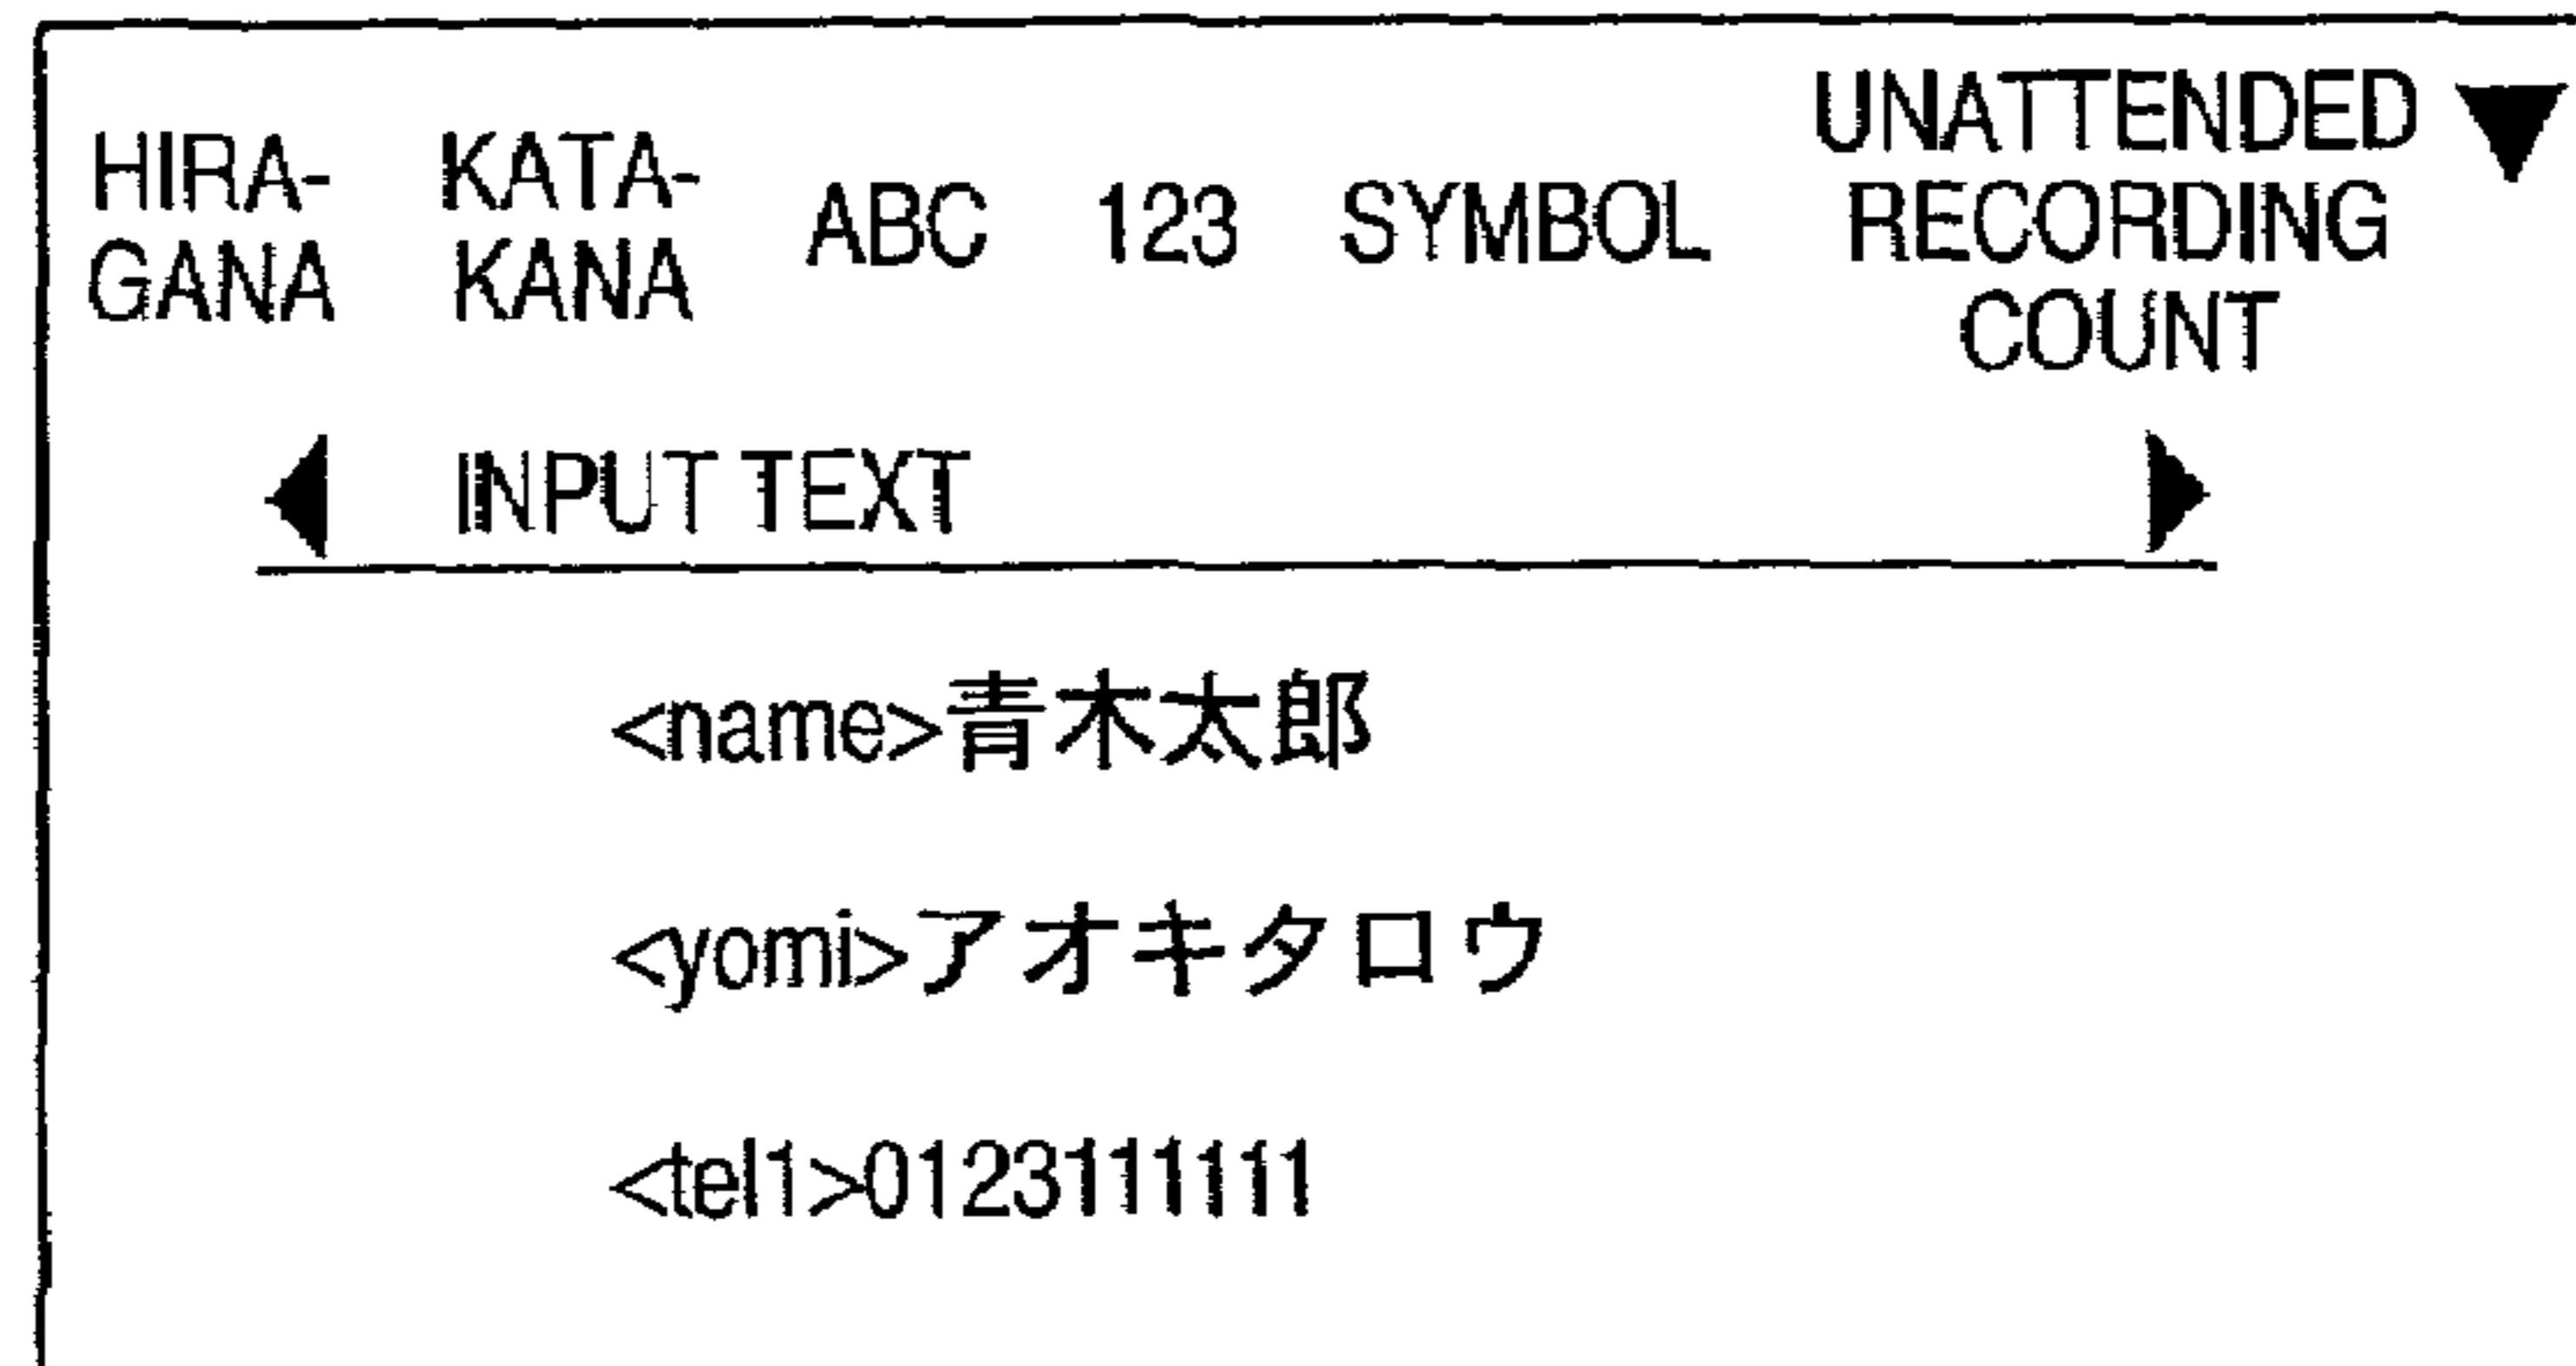 HIRA-
GANA
KATA-
KANA
ABC
123
SYMBOL
UNATTENDED
RECORDING
COUNT
INPUT TEXT
<name>青木太郎
<yomi>アオキタロウ
<tel1>0123111111